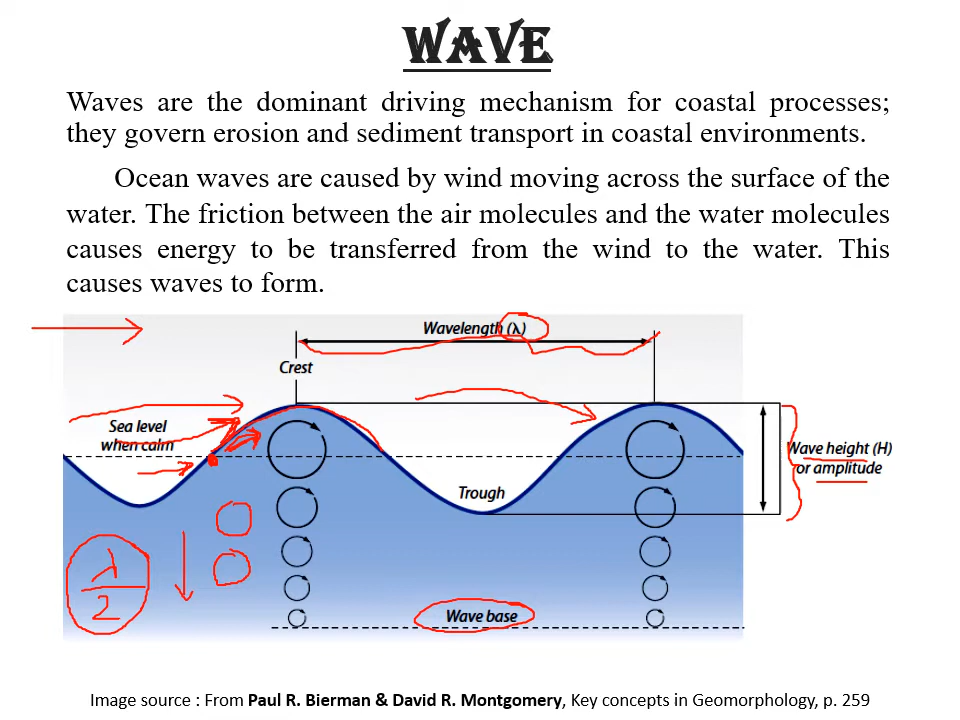 WAVE
Waves are the dominant driving mechanism for coastal processes;
they govern erosion and sediment transport in coastal environments.
Ocean waves are caused by wind moving across the surface of the
water. The friction between the air molecules and the water molecules
causes energy to be transferred from the wind to the water. This
causes waves to form.
Wavelength (λ)
Crest
Sea level
when calm
Wave height (H)
or amplitude
Trough
λ
2
Wave base
Image source : From Paul R. Bierman & David R. Montgomery, Key concepts in Geomorphology, p. 259